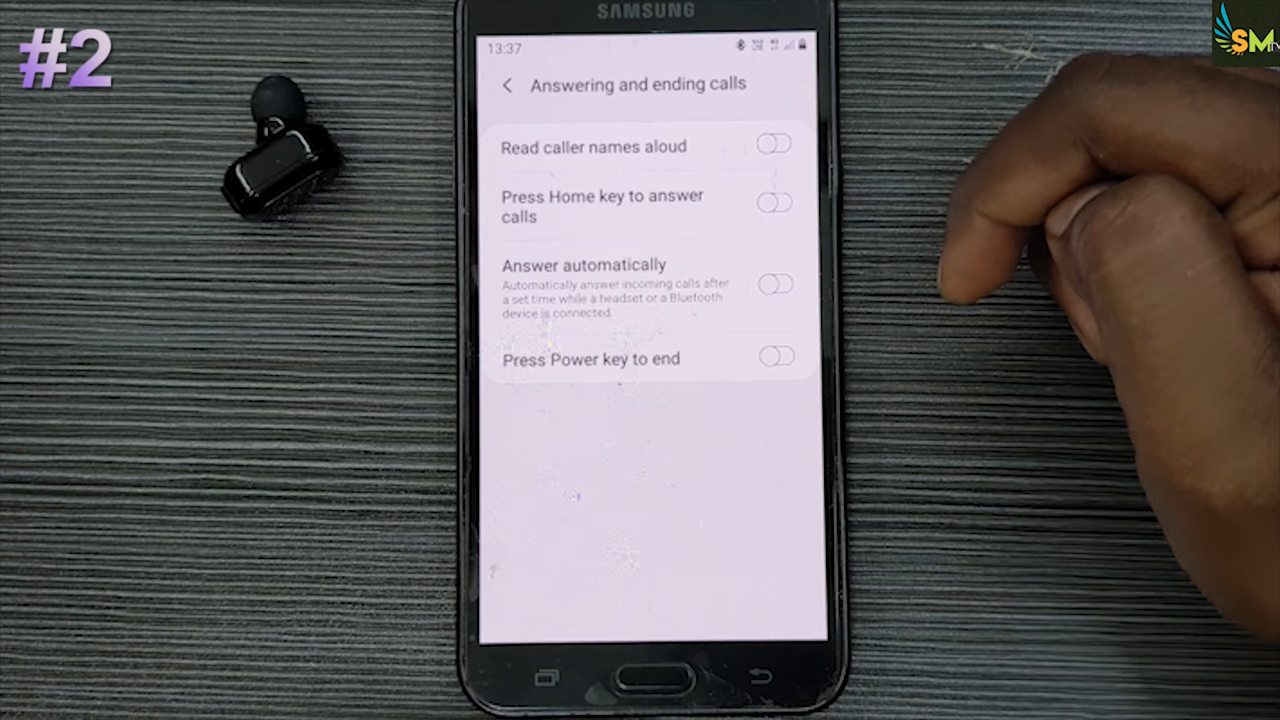 #2
SAMSUNG
SMTV
13:37
Answering and ending calls
Read caller names aloud
Press Home key to answer
calls
Answer automatically
Automatically answer incoming calls after
a set time while a headset or a Bluetooth
device is connected.
Press Power key to end